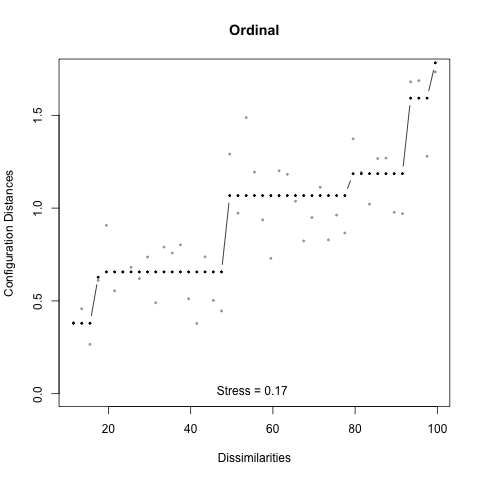 Ordinal
Configuration Distances
1.5
1.0
0.5
0.0
Stress = 0.17
20 40 60 80 100
Dissimilarities